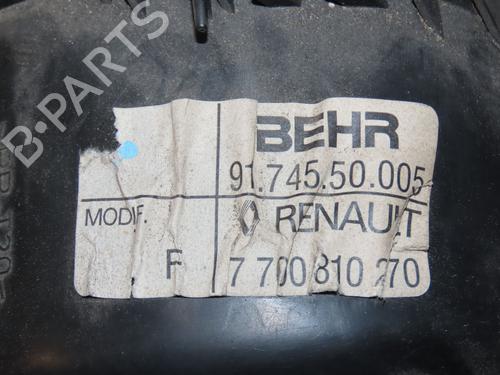 B-PARTS
BEHR
91.745.50.005
MODIF. RENAULT
F 7 700 810 270